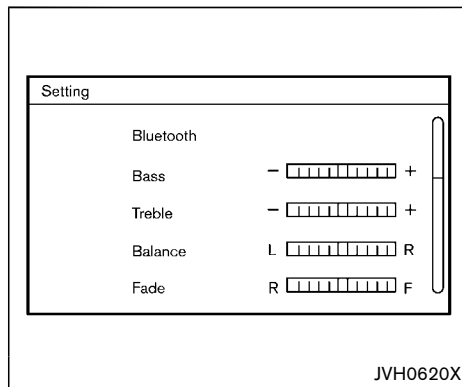 Setting
Bluetooth
Bass − +
Treble − +
Balance L R
Fade R F
JVH0620X